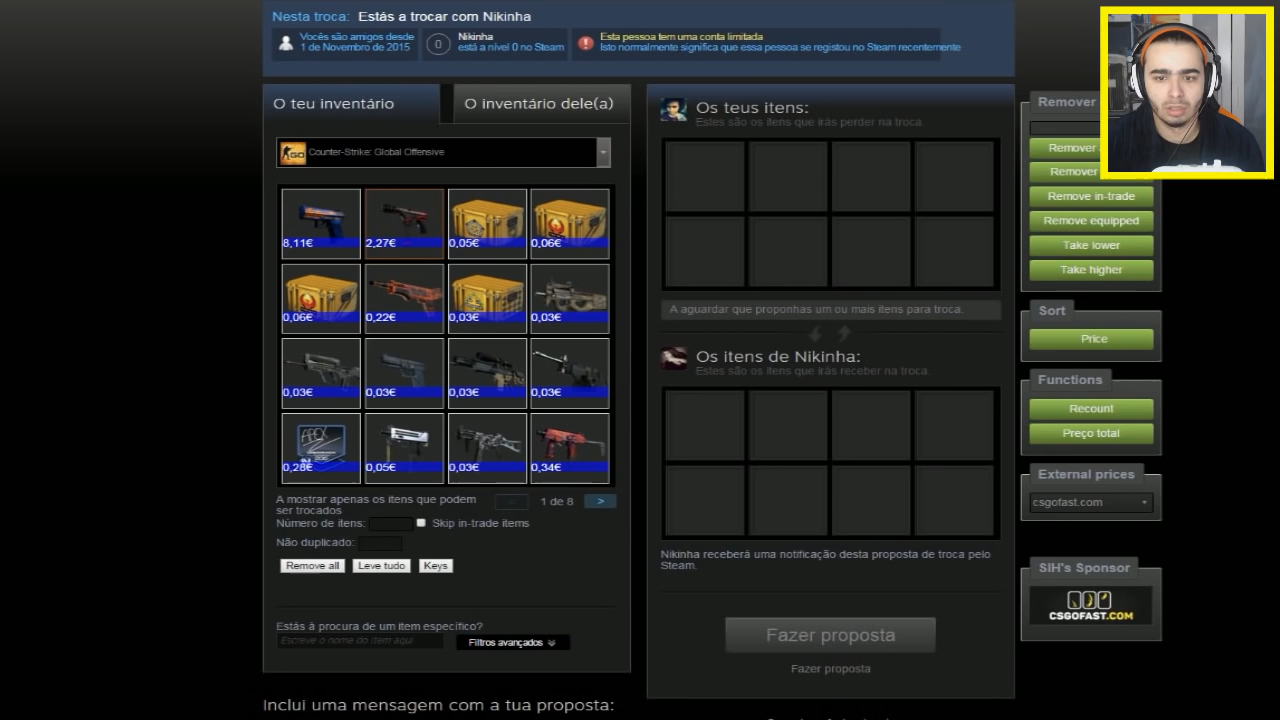 Nesta troca: Estás a trocar com Nikinha
Vocês são amigos desde
1 de Novembro de 2015
0
Nikinha
está a nível 0 no Steam
Esta pessoa tem uma conta limitada
Isto normalmente significa que essa pessoa se registou no Steam recentemente
O teu inventário
O inventário dele(a)
Counter-Strike: Global Offensive
8,11€
2,27€
0,05€
0,06€
0,06€
0,22€
0,03€
0,03€
0,03€
0,03€
0,03€
0,03€
0,28€
0,05€
0,03€
0,34€
A mostrar apenas os itens que podem
ser trocados
1 de 8
>
Número de itens:
Skip in-trade items
Não duplicado:
Remove all
Leve tudo
Keys
Estás à procura de um item específico?
Escreve o nome do item aqui
Filtros avançados
Inclui uma mensagem com a tua proposta:
Os teus itens:
Estes são os itens que irás perder na troca.
A aguardar que proponhas um ou mais itens para troca.
Os itens de Nikinha:
Estes são os itens que irás receber na troca.
Nikinha receberá uma notificação desta proposta de troca pelo
Steam.
Fazer proposta
Fazer proposta
Remover
Remover
Remover
Remove in-trade
Remove equipped
Take lower
Take higher
Sort
Price
Functions
Recount
Preço total
External prices
csgofast.com
SIH's Sponsor
CSGOFAST.COM